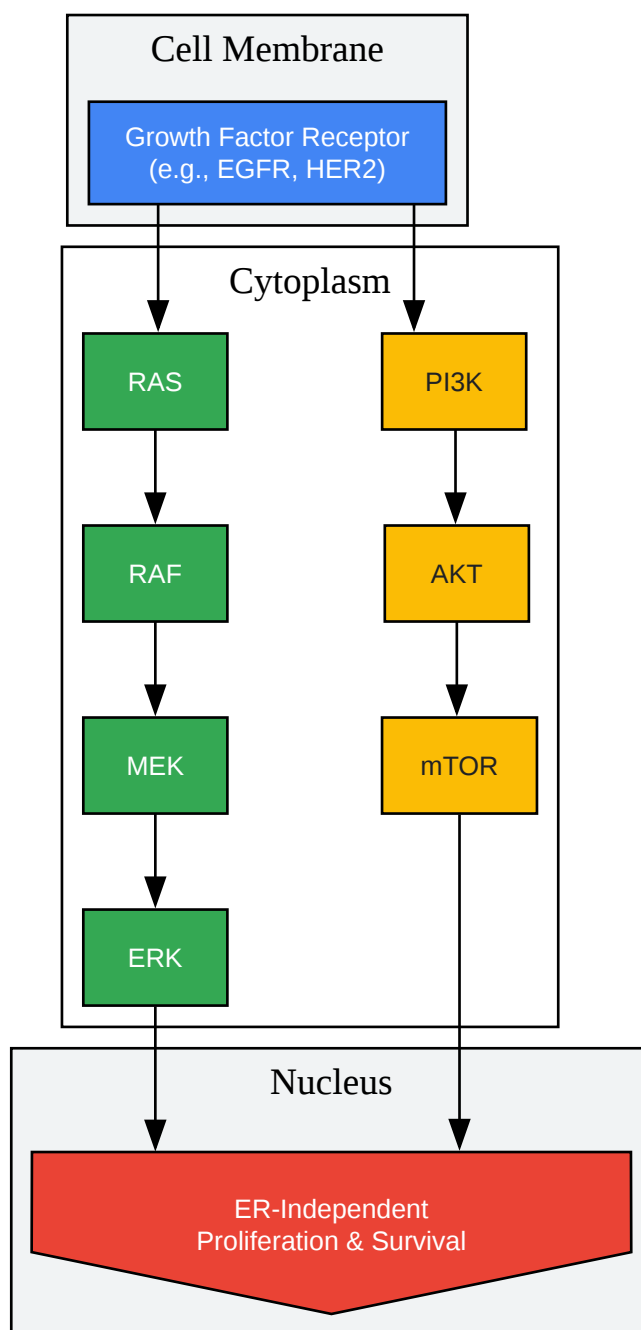 Cell Membrane
Growth Factor Receptor
(e.g., EGFR, HER2)
Cytoplasm
RAS
PI3K
RAF
AKT
MEK
mTOR
ERK
Nucleus
ER-Independent
Proliferation & Survival